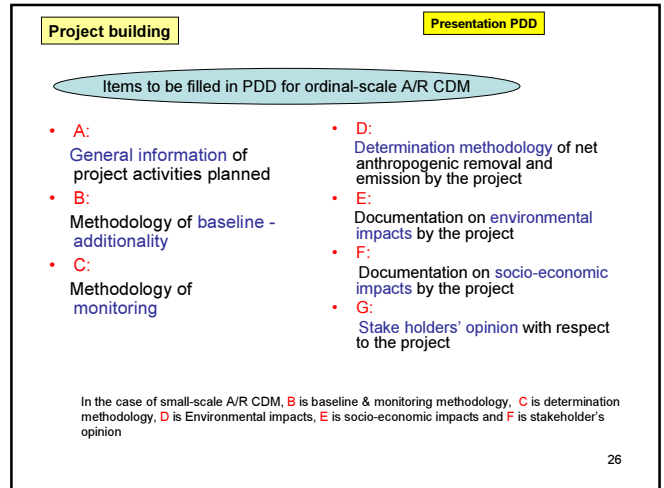 Project building
Presentation PDD
Items to be filled in PDD for ordinal-scale A/R CDM
• A:
General information of
project activities planned
• B:
Methodology of baseline -
additionality
• C:
Methodology of
monitoring
• D:
Determination methodology of net
anthropogenic removal and
emission by the project
• E:
Documentation on environmental
impacts by the project
• F:
Documentation on socio-economic
impacts by the project
• G:
Stake holders' opinion with respect
to the project
In the case of small-scale A/R CDM, B is baseline & monitoring methodology, C is determination
methodology, D is Environmental impacts, E is socio-economic impacts and F is stakeholder's
opinion
26